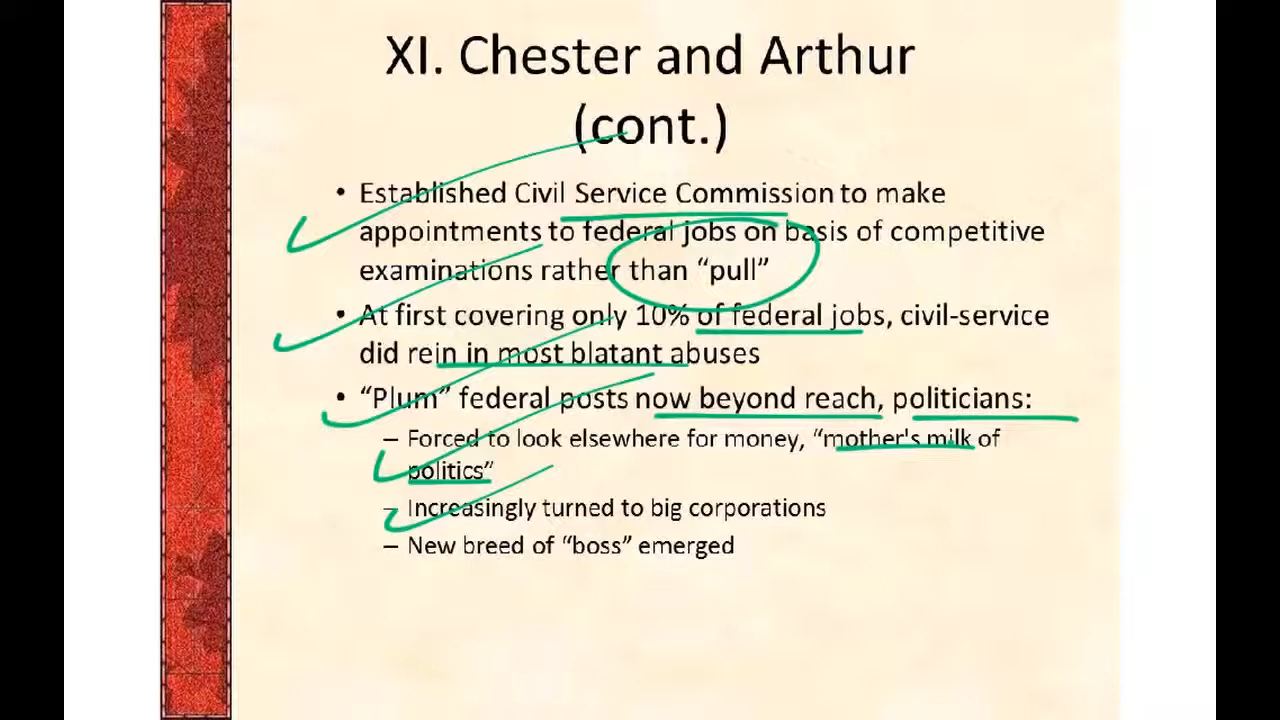 XI. Chester and Arthur
(cont.)
• Established Civil Service Commission to make
appointments to federal jobs on basis of competitive
examinations rather than “pull”
• At first covering only 10% of federal jobs, civil-service
did rein in most blatant abuses
• “Plum” federal posts now beyond reach, politicians:
– Forced to look elsewhere for money, “mother's milk of
politics”
– Increasingly turned to big corporations
– New breed of “boss” emerged